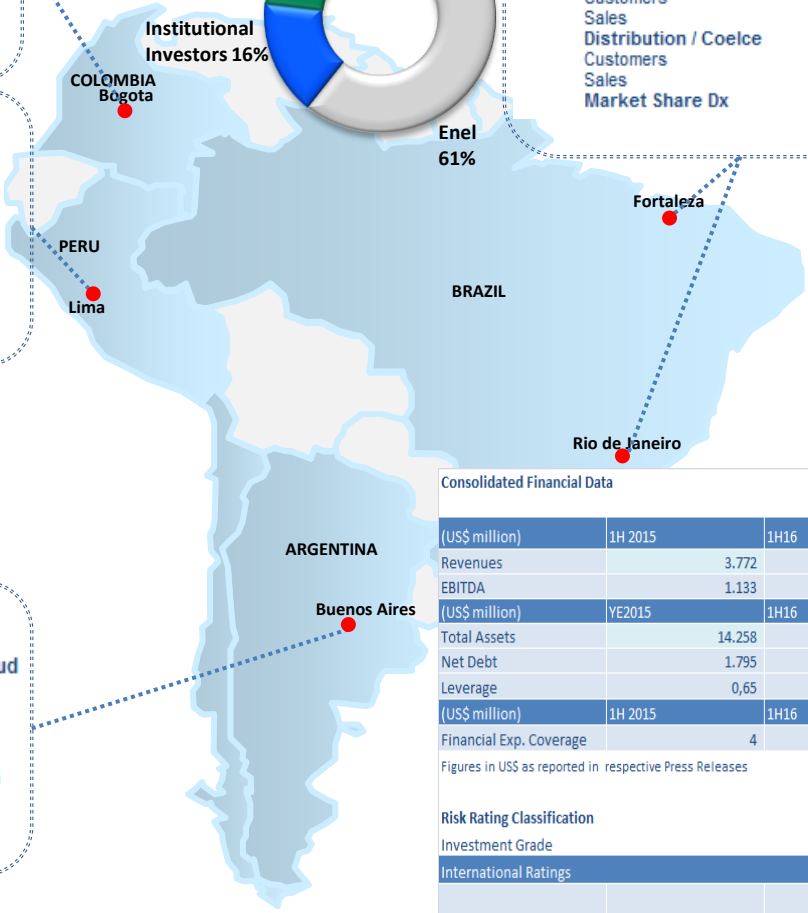 Customers
Sales
Distribution / Coelce
Customers
Sales
Market Share Dx
Institutional
Investors 16%
Enel
61%
COLOMBIA
Bogota
PERU
Lima
BRAZIL
Fortaleza
Rio de Janeiro
ARGENTINA
Buenos Aires
ud
Consolidated Financial Data
(US$ million) 1H 2015 1H16
Revenues 3.772
EBITDA 1.133
(US$ million) YE2015 1H16
Total Assets 14.258
Net Debt 1.795
Leverage 0,65
(US$ million) 1H 2015 1H16
Financial Exp. Coverage 4
Figures in US$ as reported in respective Press Releases
Risk Rating Classification
Investment Grade
International Ratings